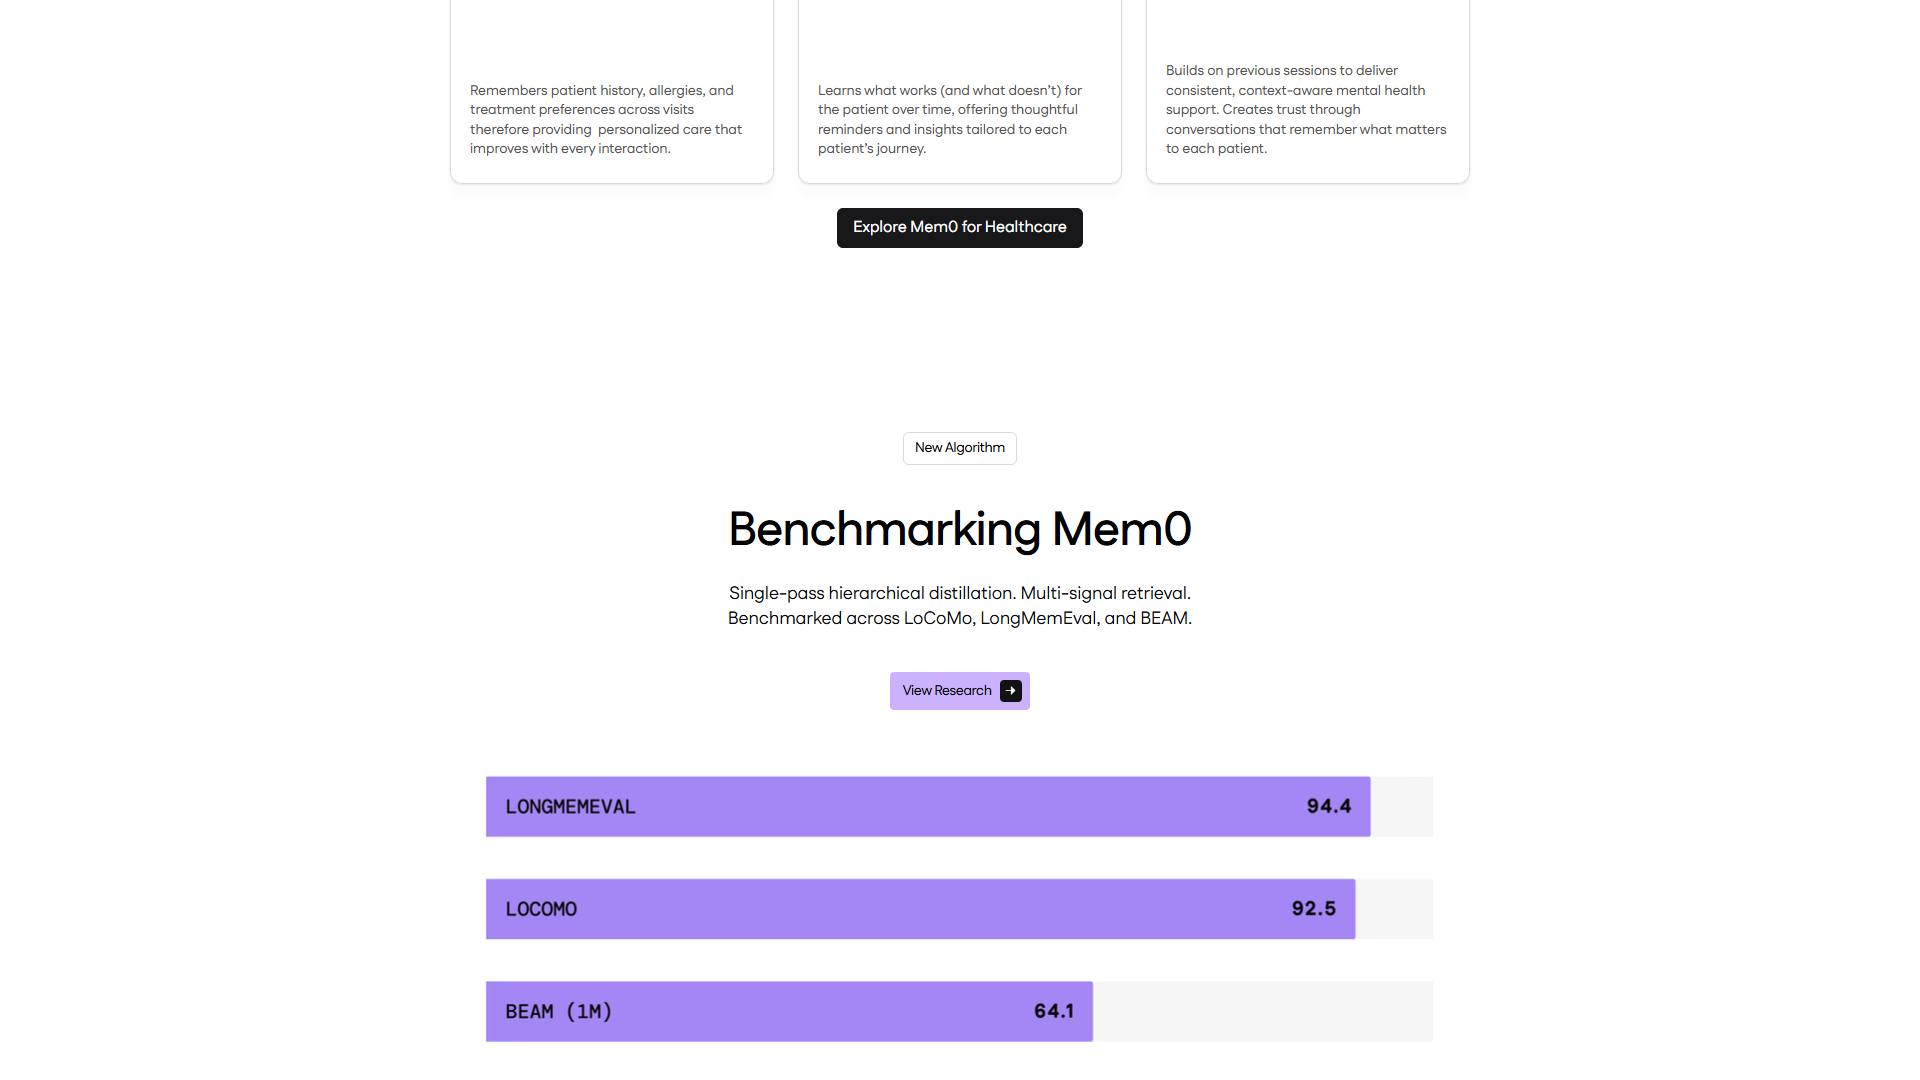 Remembers patient history, allergies, and
treatment preferences across visits
therefore providing  personalized care that
improves with every interaction.
Learns what works (and what doesn’t) for
the patient over time, offering thoughtful
reminders and insights tailored to each
patient’s journey.
Builds on previous sessions to deliver
consistent, context-aware mental health
support. Creates trust through
conversations that remember what matters
to each patient.
Explore Mem0 for Healthcare
New Algorithm
Benchmarking Mem0
Single-pass hierarchical distillation. Multi-signal retrieval.
Benchmarked across LoCoMo, LongMemEval, and BEAM.
View Research
LONGMEMEVAL 94.4
LOCOMO 92.5
BEAM (1M) 64.1